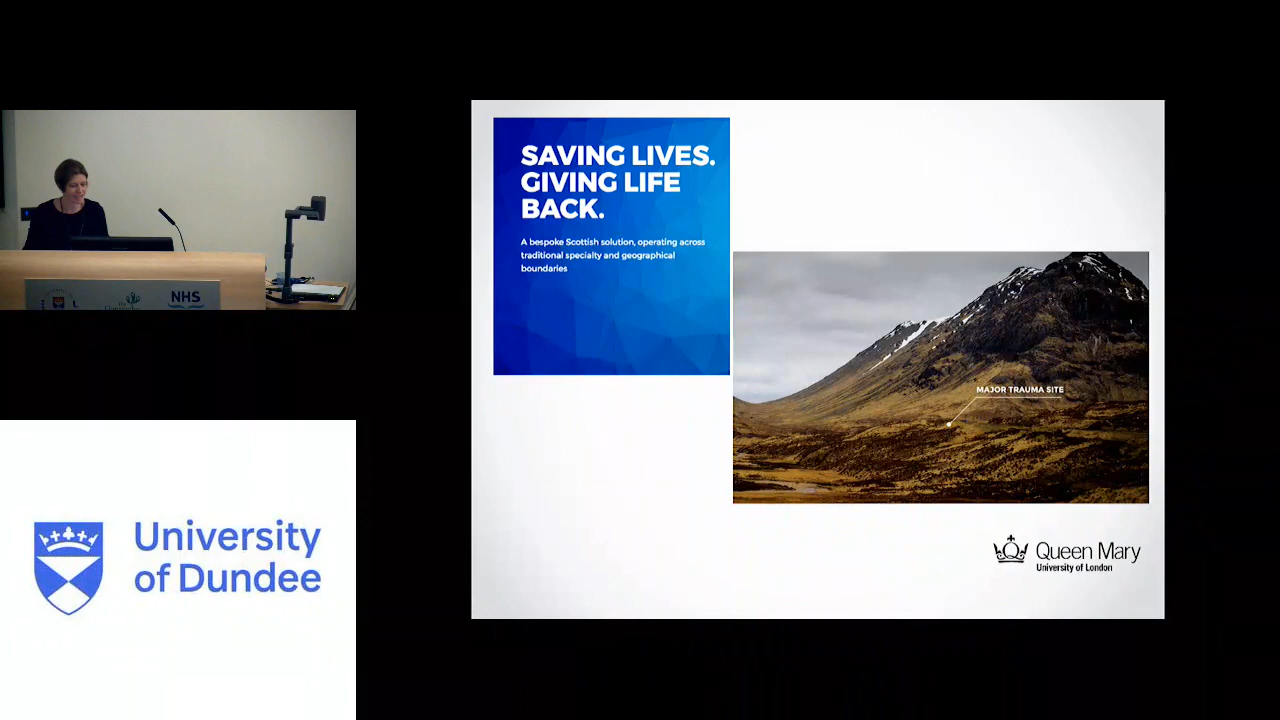 NHS
University
of Dundee
SAVING LIVES.
GIVING LIFE
BACK.
A bespoke Scottish solution, operating across
traditional specialty and geographical
boundaries
MAJOR TRAUMA SITE
Queen Mary
University of London